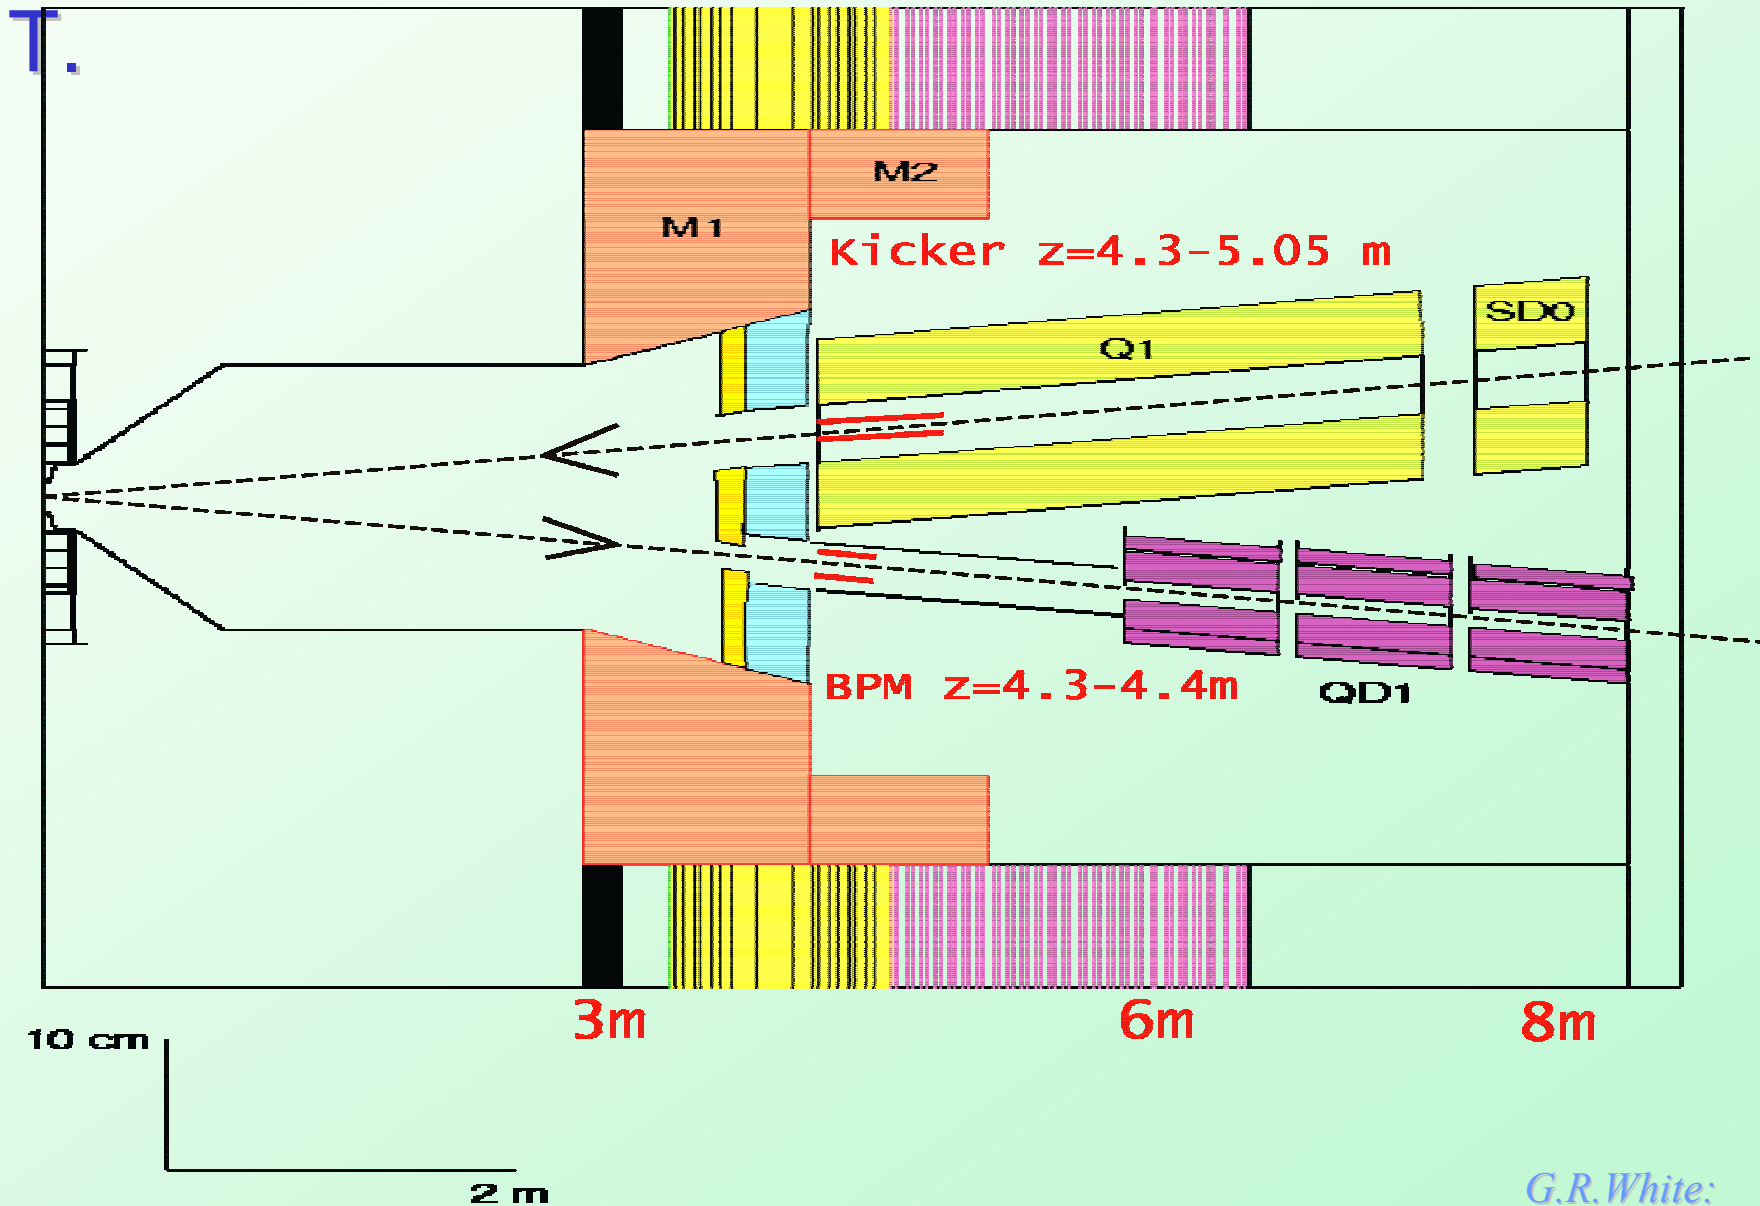 T.
M2
M1
Kicker z=4.3-5.05 m
SD0
Q1
BPM z=4.3-4.4m
QD1
3m
6m
8m
10 cm
2 m
G.R.White: